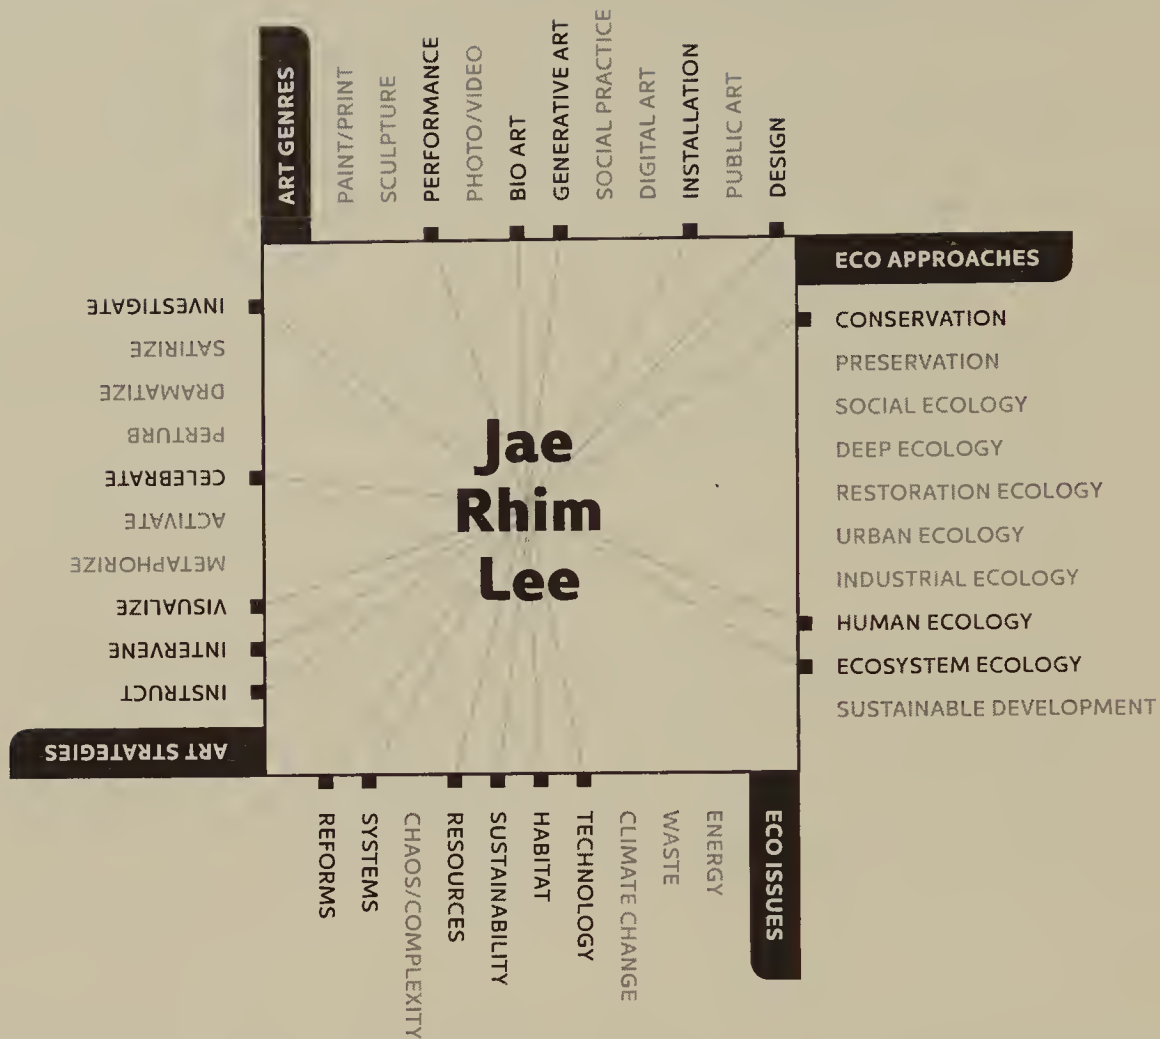 ART GENRES
PAINT/PRINT
SCULPTURE
PERFORMANCE
PHOTO/VIDEO
BIO ART
GENERATIVE ART
SOCIAL PRACTICE
DIGITAL ART
INSTALLATION
PUBLIC ART
DESIGN
ECO APPROACHES
CONSERVATION
PRESERVATION
SOCIAL ECOLOGY
DEEP ECOLOGY
RESTORATION ECOLOGY
URBAN ECOLOGY
INDUSTRIAL ECOLOGY
HUMAN ECOLOGY
ECOSYSTEM ECOLOGY
SUSTAINABLE DEVELOPMENT
ECO ISSUES
ENERGY
WASTE
CLIMATE CHANGE
TECHNOLOGY
HABITAT
SUSTAINABILITY
RESOURCES
CHAOS/COMPLEXITY
SYSTEMS
REFORMS
ART STRATEGIES
INSTRUCT
INTERVENE
VISUALIZE
METAPHORIZE
ACTIVATE
CELEBRATE
PERTURB
DRAMATIZE
SATIRIZE
INVESTIGATE
Jae
Rhim
Lee